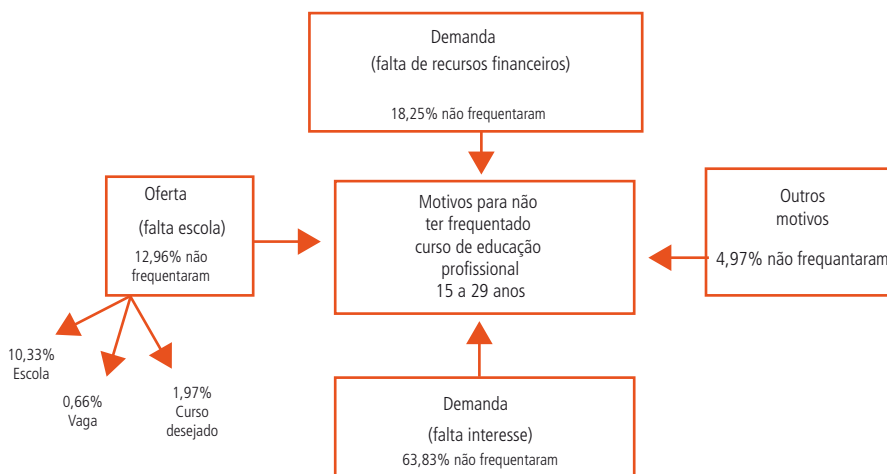 Demanda
(falta de recursos financeiros)
18,25% não frequentaram
Oferta
(falta escola)
12,96% não
frequentaram
Motivos para não
ter frequentado
curso de educação
profissional
15 a 29 anos
Outros
motivos
4,97% não frequantaram
10,33%
Escola
0,66%
Vaga
1,97%
Curso
desejado
Demanda
(falta interesse)
63,83% não frequentaram